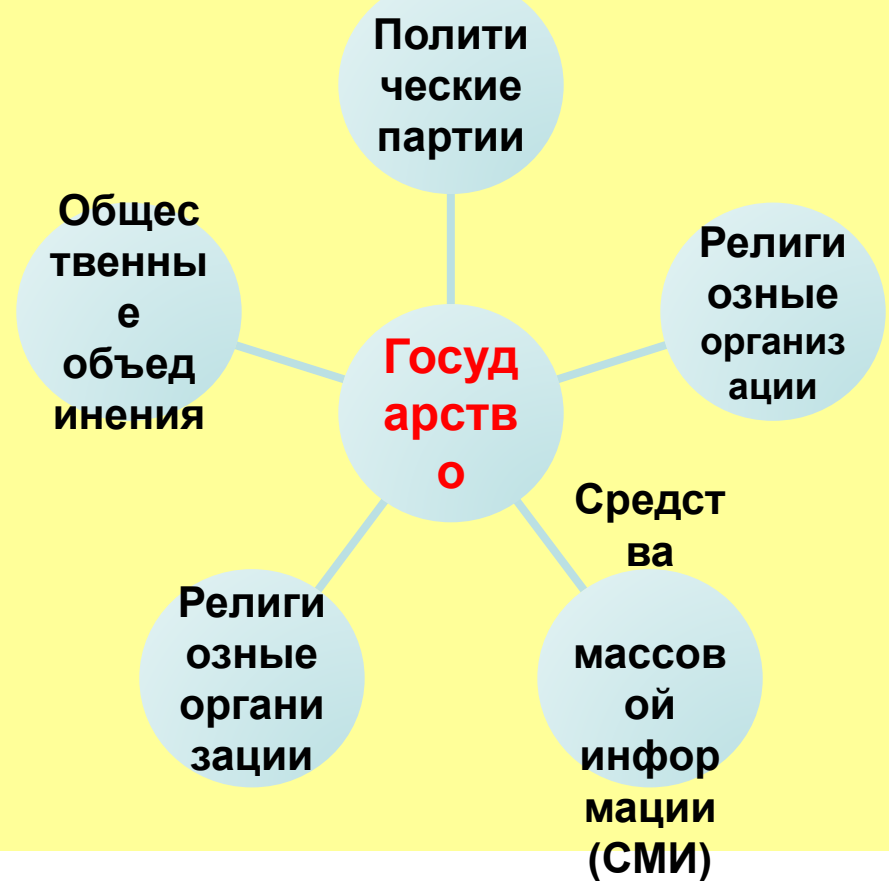 Полити
ческие
партии
Общес
твенны
е
объед
инения
Религи
озные
организ
ации
Госуд
арств
о
Средст
ва
массов
ой
инфор
мации
(СМИ)
Религи
озные
органи
зации